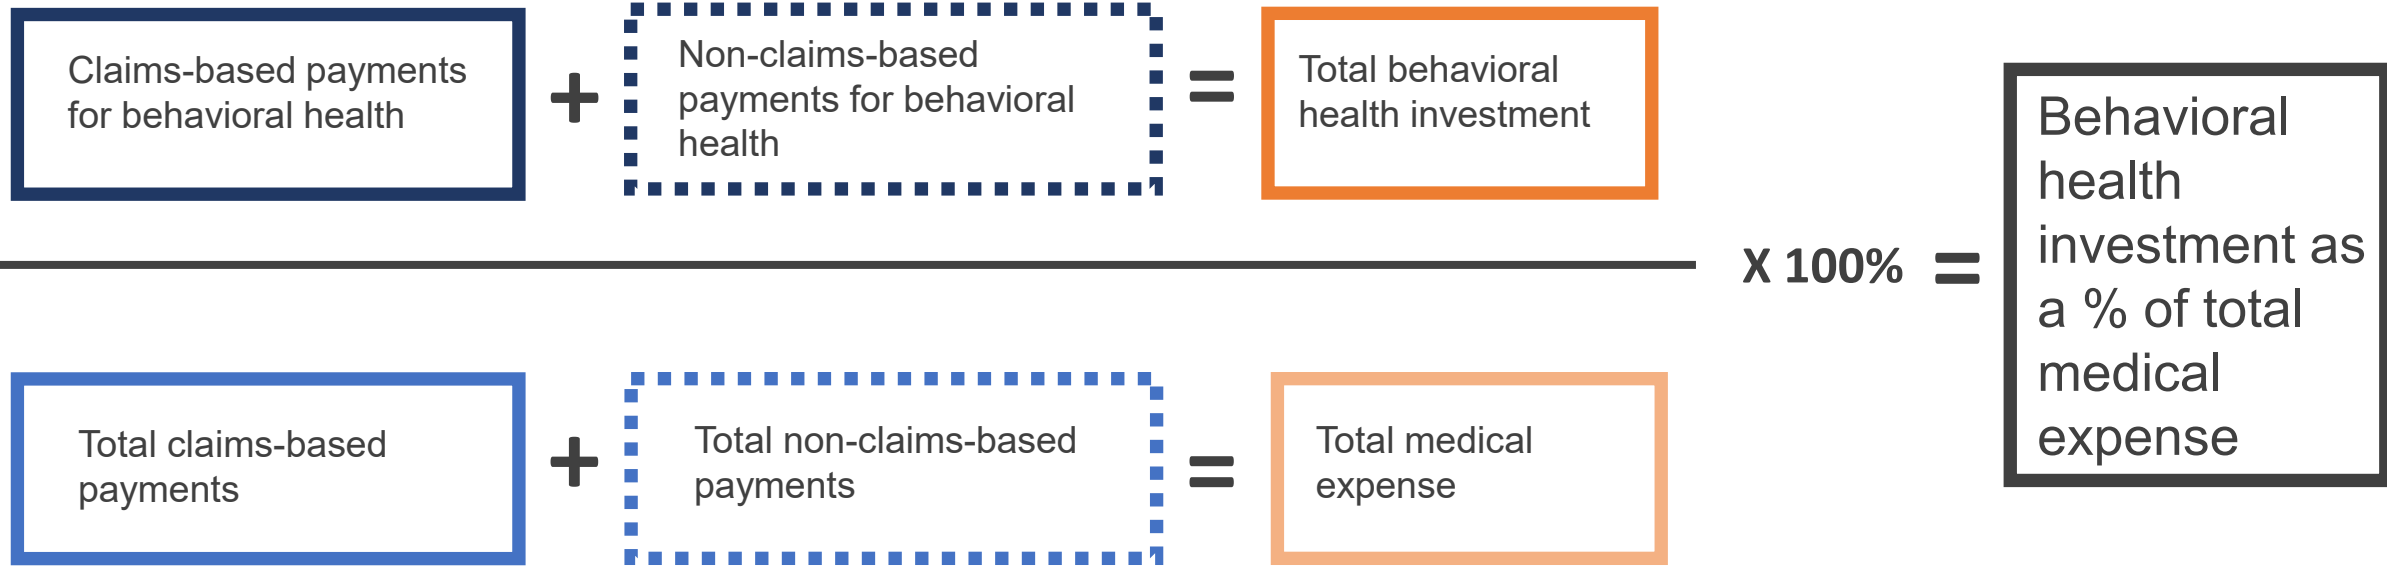 Claims-based payments
for behavioral health
+
Non-claims-based
payments for behavioral
health
=
Total behavioral
health investment
X 100% =
Behavioral
health
investment as
a % of total
medical
expense
Total claims-based
payments
+
Total non-claims-based
payments
=
Total medical
expense